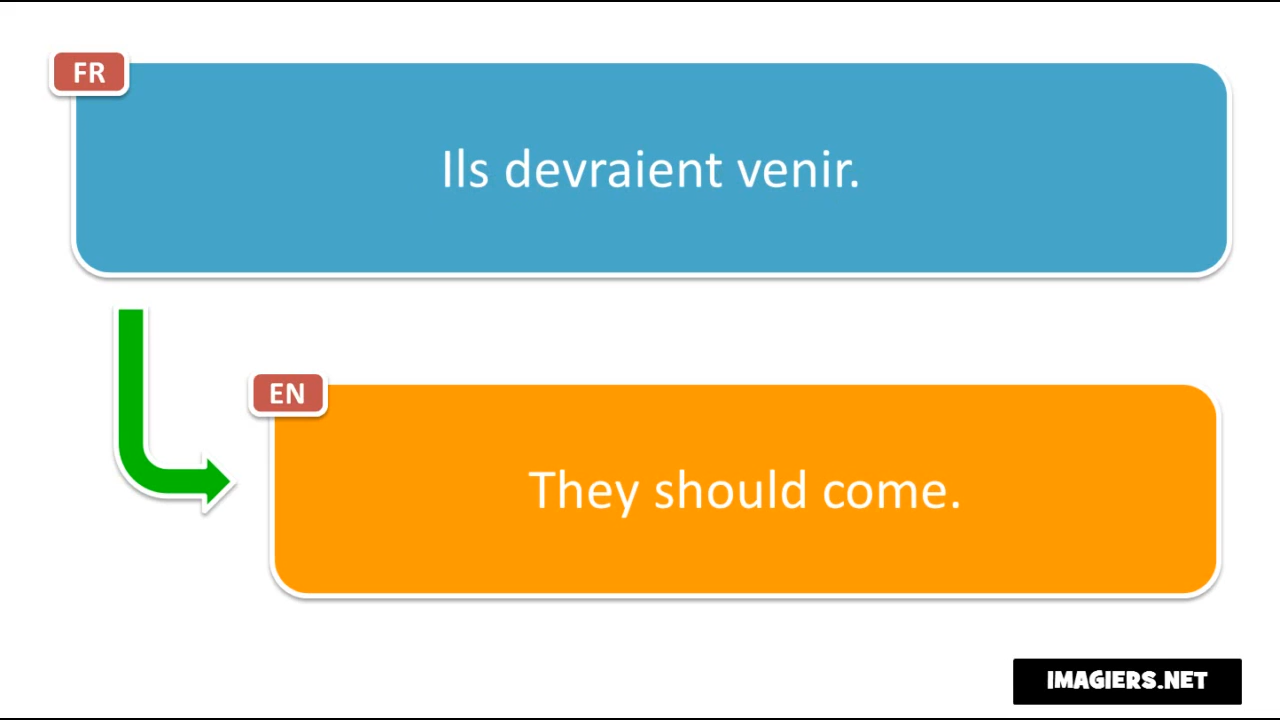 FR
Ils devraient venir.
EN
They should come.
IMAGIERS.NET